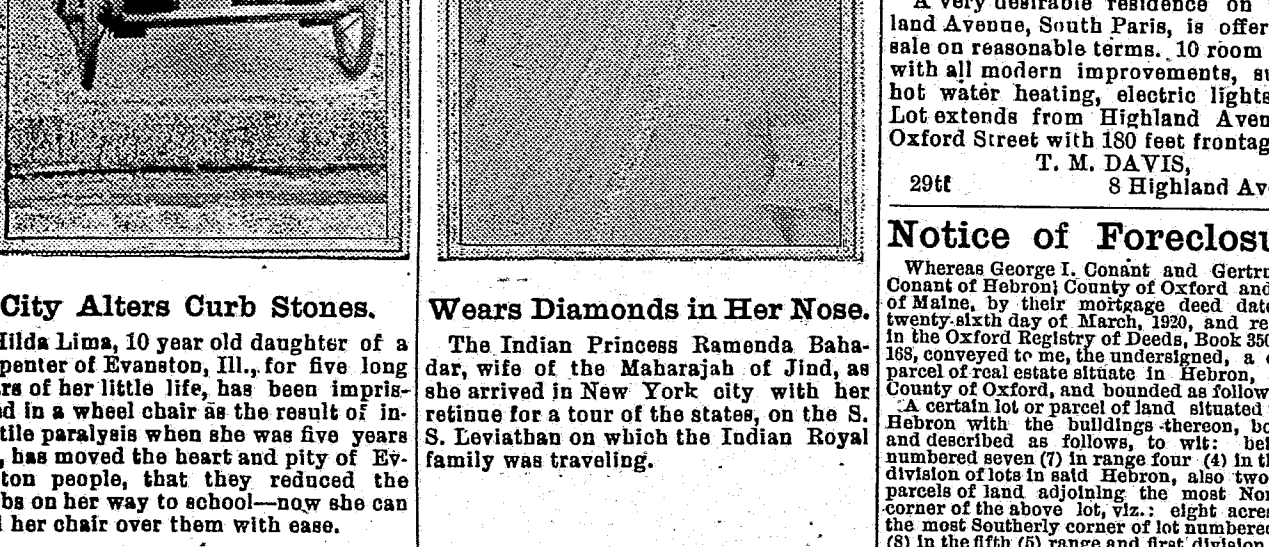 City Alters Curb Stones.
Hilda Lima, 10 year old daughter of a
penter of Evanston, Ill., for five long
rs of her little life, has been impris-
d in a wheel chair as the result of in-
tile paralysis when she was five years
, has moved the heart and pity of Ev-
ton people, that they reduced the
bs on her way to school—now she can
l her chair over them with ease.
Wears Diamonds in Her Nose.
The Indian Princess Ramenda Baha-
dar, wife of the Maharajah of Jind, as
she arrived in New York city with her
retinue for a tour of the states, on the S.
S. Leviathan on which the Indian Royal
family was traveling.
A very desirable residence on
land Avenue, South Paris, is offer
sale on reasonable terms. 10 room
with all modern improvements, su
hot water heating, electric lights
Lot extends from Highland Aven
Oxford Street with 180 feet frontag
T. M. DAVIS,
29tf 8 Highland Av
Notice of Foreclosu
Whereas George I. Conant and Gertru
Conant of Hebron, County of Oxford and
of Maine, by their mortgage deed date
twenty-sixth day of March, 1920, and re
in the Oxford Registry of Deeds, Book 350
168, conveyed to me, the undersigned, a c
parcel of real estate situate in Hebron,
County of Oxford, and bounded as follow
A certain lot or parcel of land situated
Hebron with the buildings thereon, bo
and described as follows, to wit: bei
numbered seven (7) in range four (4) in th
division of lots in said Hebron, also two
parcels of land adjoining the most Nor
corner of the above lot, viz.: eight acres
the most Southerly corner of lot numbered
(8) in the fifth (5) range and first division